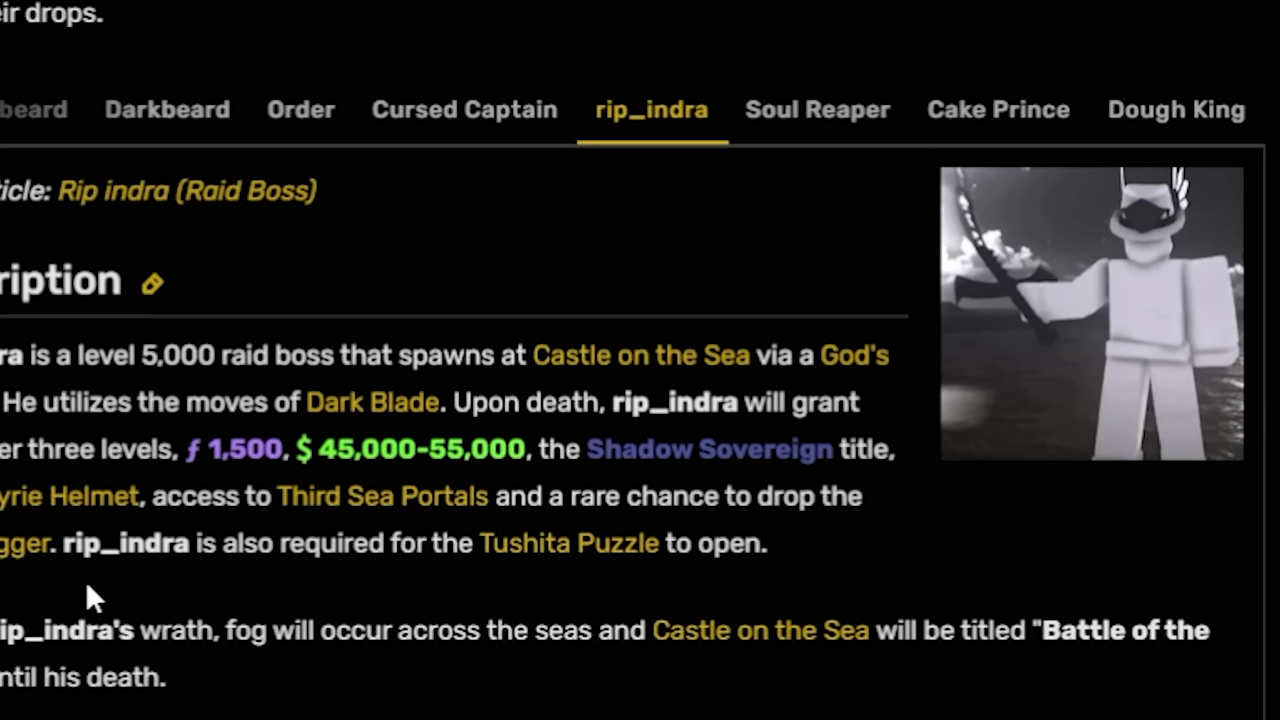 eir drops.
beard Darkbeard Order Cursed Captain rip_indra Soul Reaper Cake Prince Dough King
ticle: Rip indra (Raid Boss)
ription
ra is a level 5,000 raid boss that spawns at Castle on the Sea via a God's
He utilizes the moves of Dark Blade. Upon death, rip_indra will grant
er three levels, ƒ 1,500, $ 45,000-55,000, the Shadow Sovereign title,
yrie Helmet, access to Third Sea Portals and a rare chance to drop the
gger. rip_indra is also required for the Tushita Puzzle to open.
ip_indra's wrath, fog will occur across the seas and Castle on the Sea will be titled "Battle of the
ntil his death.